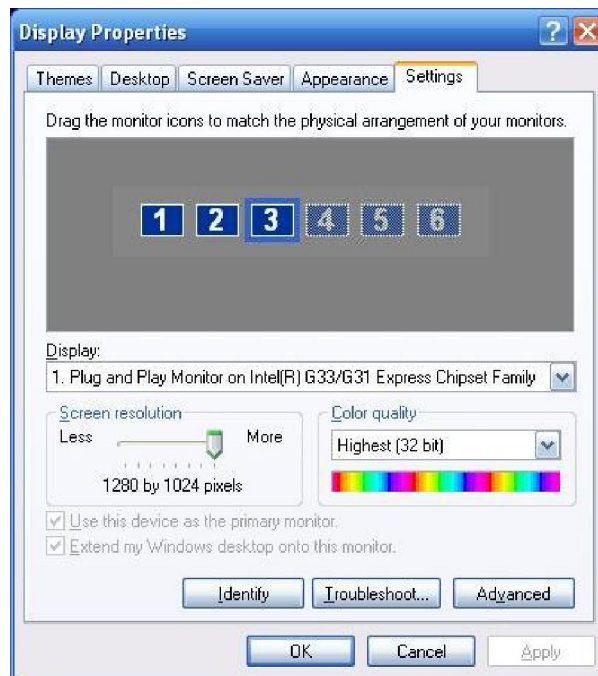 Display Properties
Themes Desktop Screen Saver Appearance Settings
Drag the monitor icons to match the physical arrangement of your monitors.
1 2 3 4 5 6
Display:
1. Plug and Play Monitor on Intel(R) G33/G31 Express Chipset Family
Screen resolution
Less More
1280 by 1024 pixels
Color quality
Highest (32 bit)
Use this device as the primary monitor.
Extend my Windows desktop onto this monitor.
Identify Troubleshoot... Advanced
OK Cancel Apply